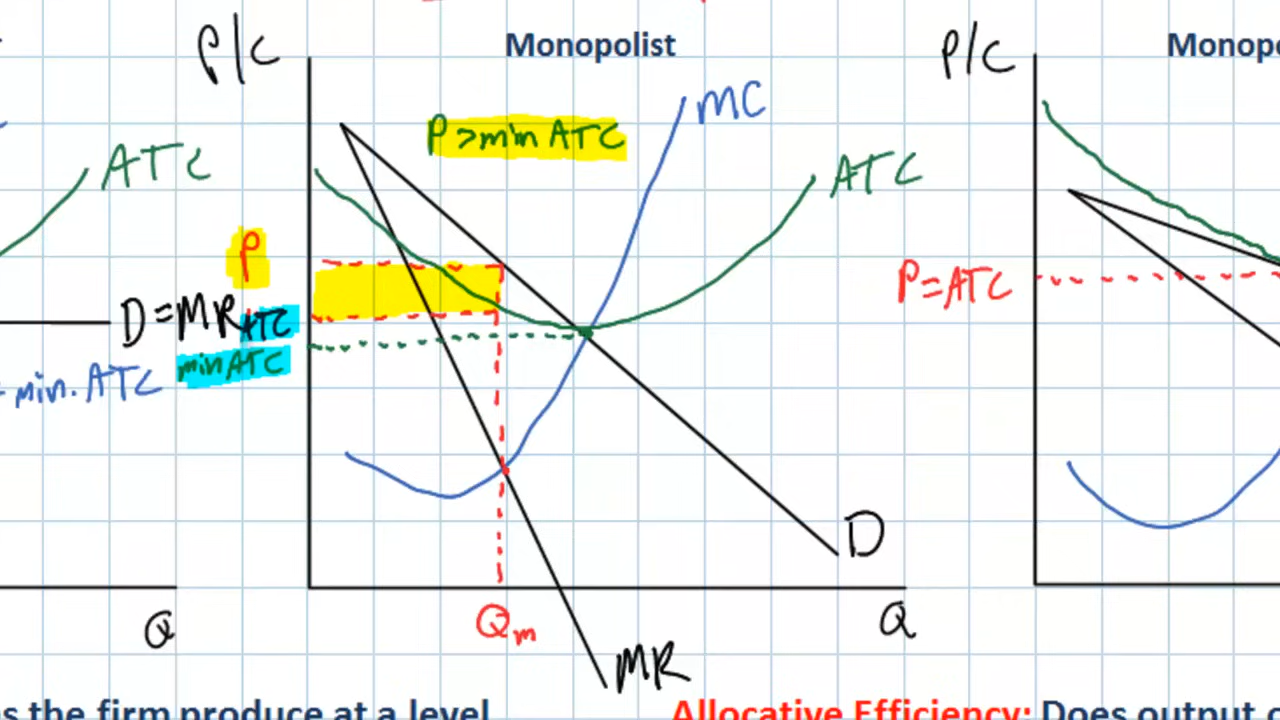 Monopolist
Monopo
P/C
P/C
P>min ATC
MC
ATC
ATC
P
D=MR
ATC
P=ATC
min ATC
min. ATC
D
Q
Qm
Q
MR
s the firm produce at a level
Allocative Efficiency: Does output c